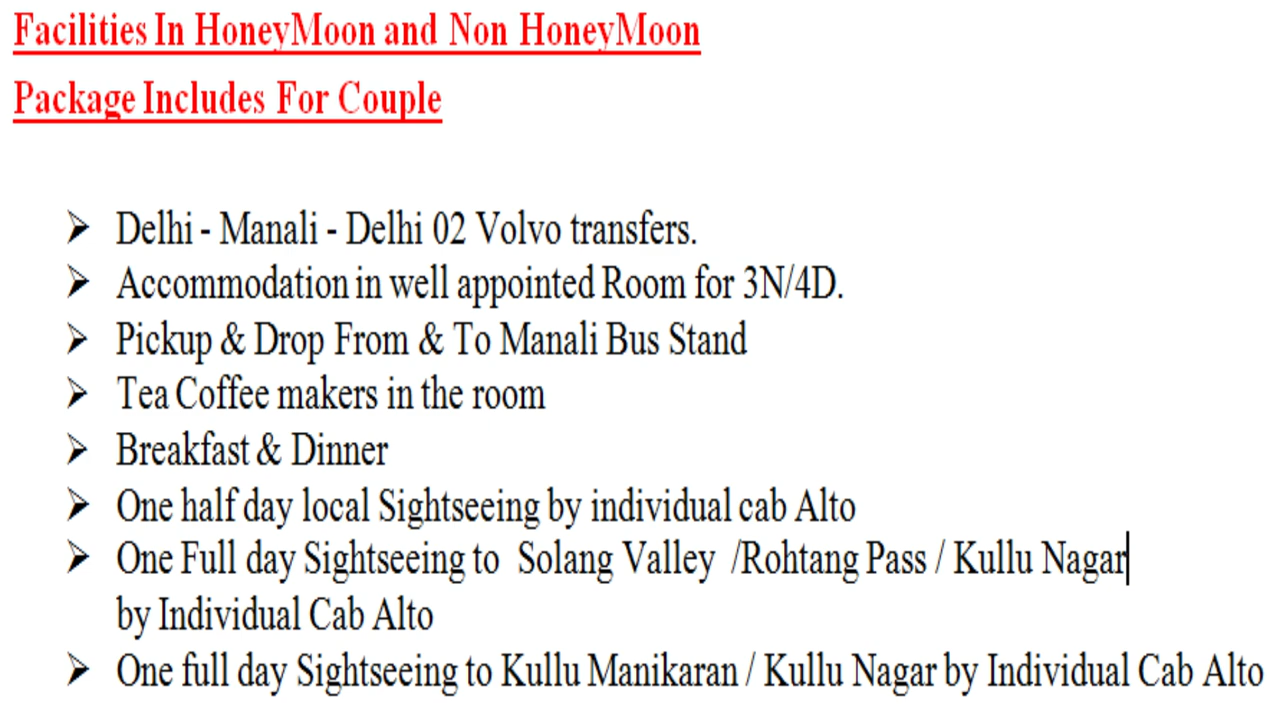 Facilities In HoneyMoon and Non HoneyMoon
Package Includes For Couple
➢ Delhi - Manali - Delhi 02 Volvo transfers.
➢ Accommodation in well appointed Room for 3N/4D.
➢ Pickup & Drop From & To Manali Bus Stand
➢ Tea Coffee makers in the room
➢ Breakfast & Dinner
➢ One half day local Sightseeing by individual cab Alto
➢ One Full day Sightseeing to Solang Valley /Rohtang Pass / Kullu Nagar
by Individual Cab Alto
➢ One full day Sightseeing to Kullu Manikaran / Kullu Nagar by Individual Cab Alto